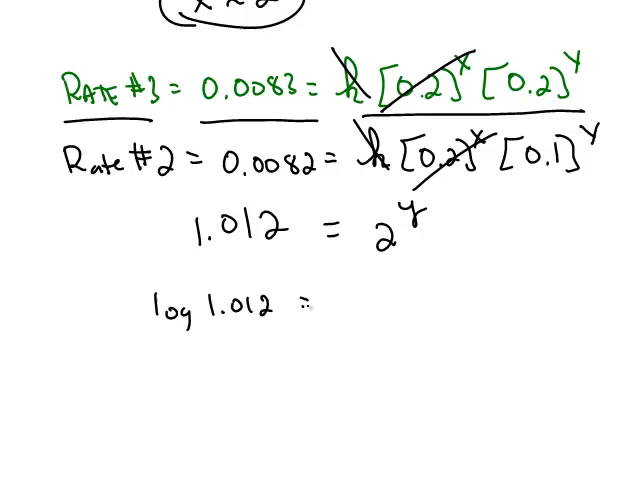 x ≈ 2
RATE #3 = 0.0083 = k [0.2]^x [0.2]^y
Rate #2 = 0.0082 = k [0.2]^x [0.1]^y
1.012 = 2^y
log 1.012 =